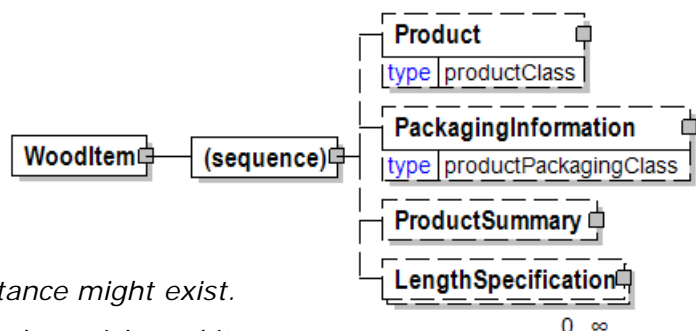 Product
type productClass
PackagingInformation
type productPackagingClass
WoodItem
(sequence)
ProductSummary
LengthSpecification
tance might exist.
0 ∞